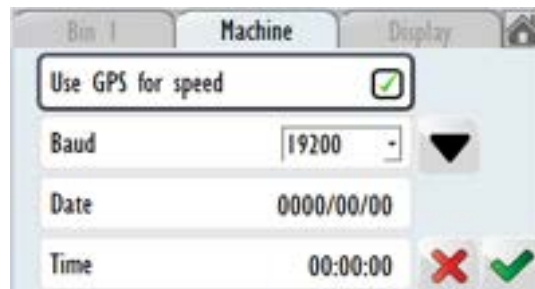 Bin 1 Machine Display
Use GPS for speed
Baud 19200
Date 0000/00/00
Time 00:00:00